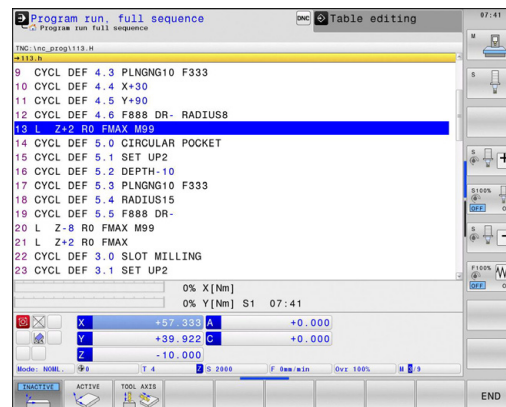 Program run, full sequence
DNC
Table editing
07:41
Program run full sequence
TNC:\nc_prog\113.H
→113.h
9 CYCL DEF 4.3 PLNGNG10 F333
10 CYCL DEF 4.4 X+30
11 CYCL DEF 4.5 Y+90
12 CYCL DEF 4.6 F888 DR- RADIUS8
13 L Z+2 R0 FMAX M99
14 CYCL DEF 5.0 CIRCULAR POCKET
15 CYCL DEF 5.1 SET UP2
16 CYCL DEF 5.2 DEPTH-10
17 CYCL DEF 5.3 PLNGNG10 F333
18 CYCL DEF 5.4 RADIUS15
19 CYCL DEF 5.5 F888 DR-
20 L Z-8 R0 FMAX M99
21 L Z+2 R0 FMAX
22 CYCL DEF 3.0 SLOT MILLING
23 CYCL DEF 3.1 SET UP2
0% X[Nm]
0% Y[Nm] S1 07:41
X +57.333 A +0.000
Y +39.922 C +0.000
Z -10.000
Mode: NOML. 0 T 4 Z S 2000 F 0mm/min Ovr 100% M 5/9
M
S
S
S100%
OFF
S
F100%
OFF
INACTIVE
ACTIVE
TOOL AXIS
END